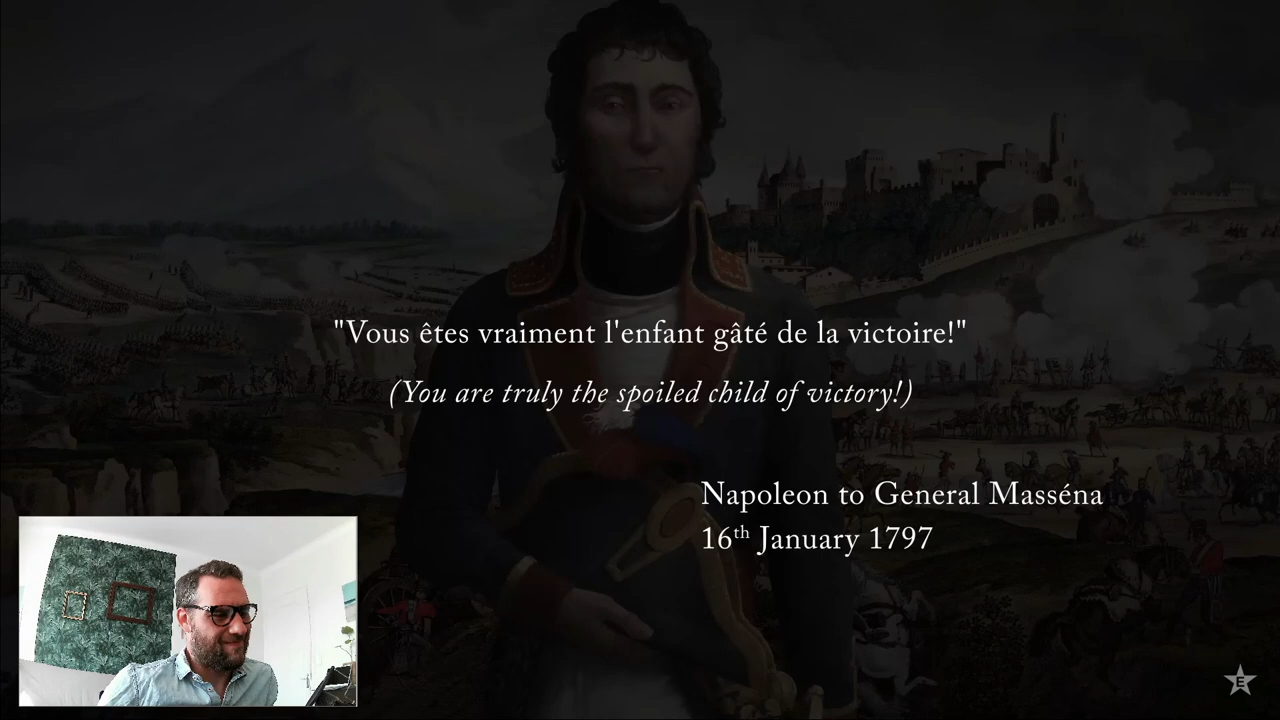 "Vous êtes vraiment l'enfant gâté de la victoire!"
(You are truly the spoiled child of victory!)
Napoleon to General Masséna
16th January 1797
E